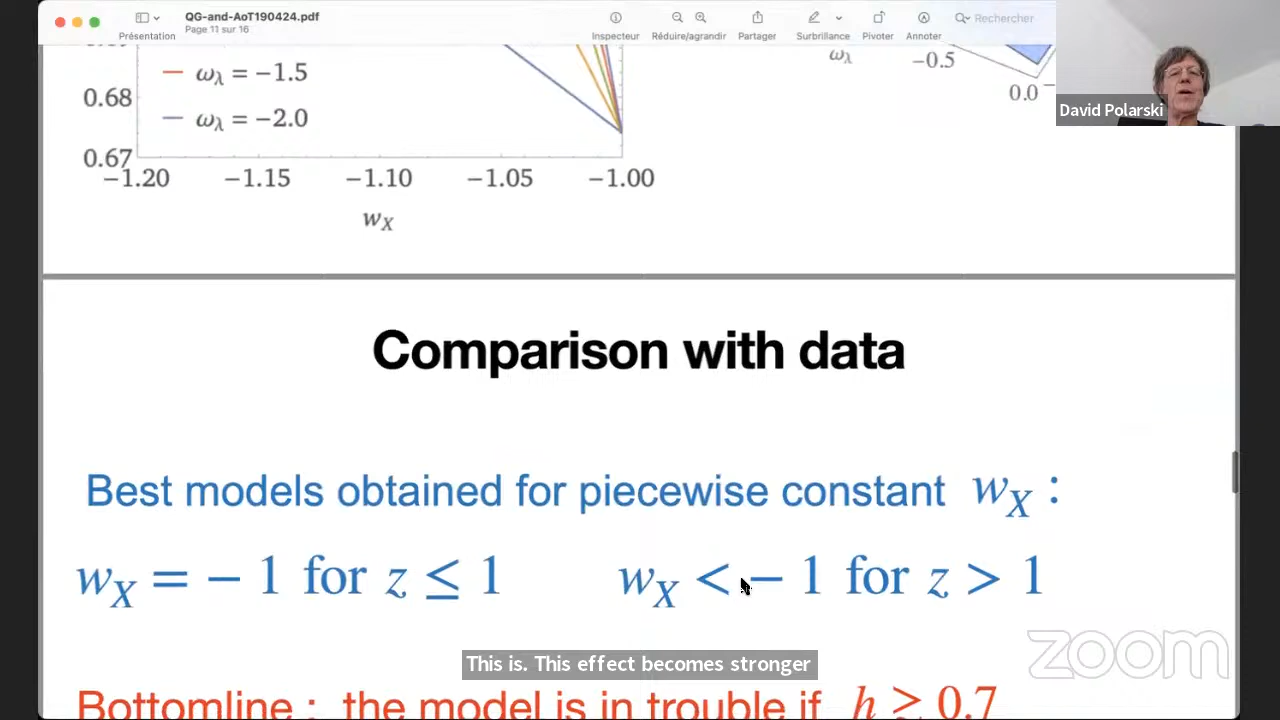 QG-and-AoT190424.pdf
Page 11 sur 16
Présentation
Inspecteur
Réduire/agrandir
Partager
Surbrillance
Pivoter
Annoter
Rechercher
David Polarski
ω_λ = −1.5
0.68
ω_λ = −2.0
0.67
−1.20 −1.15 −1.10 −1.05 −1.00
w_X
ω_λ
−0.5
0.0
Comparison with data
Best models obtained for piecewise constant w_X :
w_X = − 1 for z ≤ 1 w_X < − 1 for z > 1
zoom
This is. This effect becomes stronger
Bottomline : the model is in trouble if h ≥ 0.7